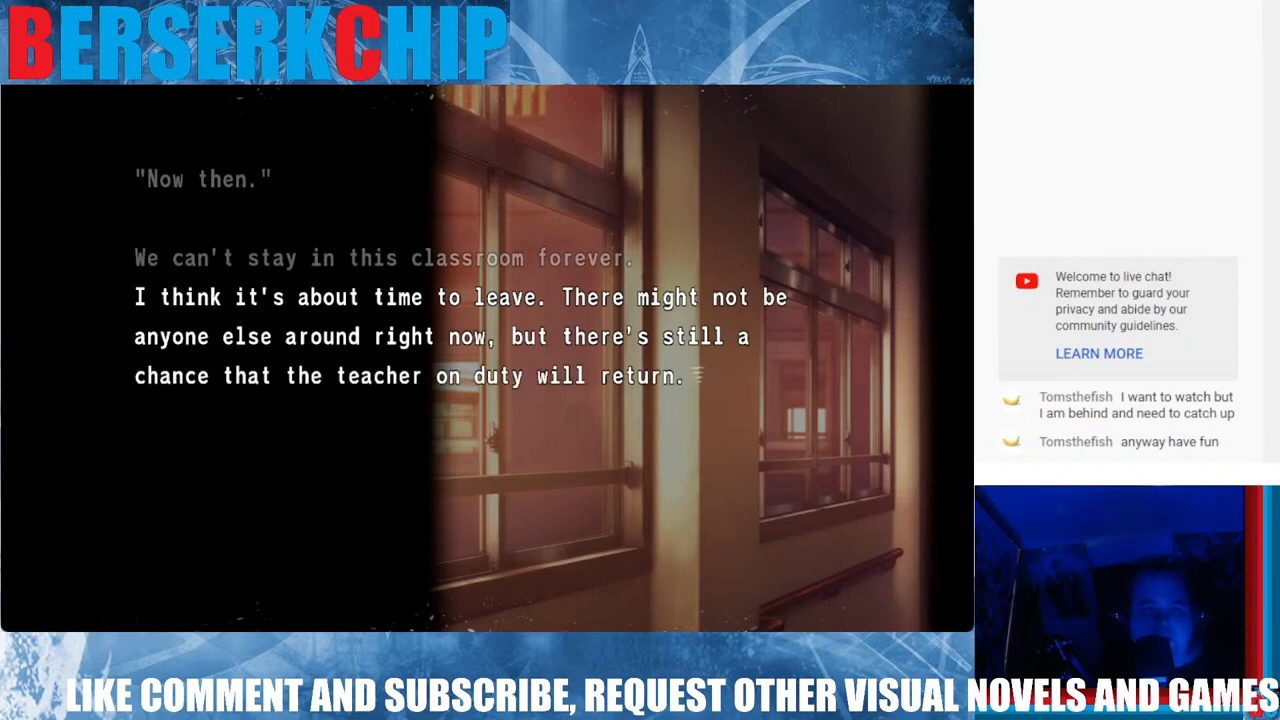 BERSERKCHIP
"Now then."
We can't stay in this classroom forever.
I think it's about time to leave. There might not be
anyone else around right now, but there's still a
chance that the teacher on duty will return.
Welcome to live chat!
Remember to guard your
privacy and abide by our
community guidelines.
LEARN MORE
Tomsthefish I want to watch but
I am behind and need to catch up
Tomsthefish anyway have fun
LIKE COMMENT AND SUBSCRIBE, REQUEST OTHER VISUAL NOVELS AND GAMES